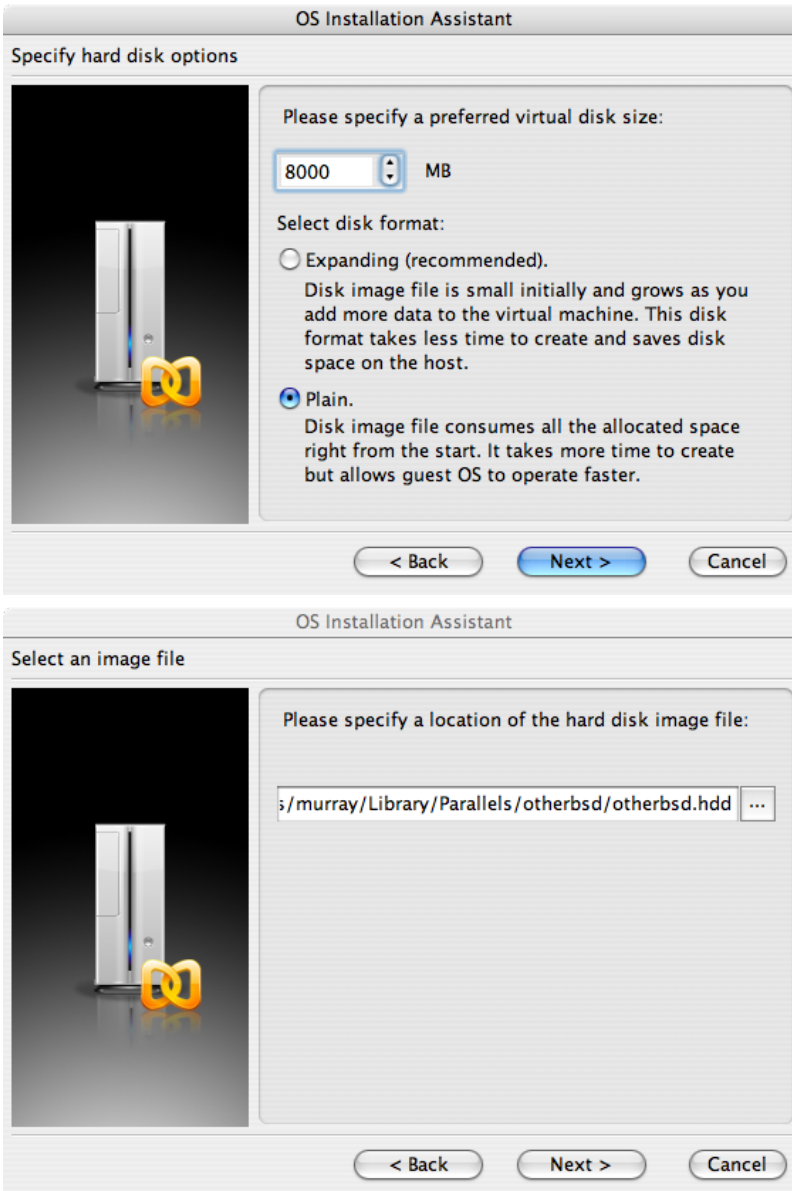 OS Installation Assistant
Specify hard disk options
Please specify a preferred virtual disk size:
8000 MB
Select disk format:
Expanding (recommended).
Disk image file is small initially and grows as you
add more data to the virtual machine. This disk
format takes less time to create and saves disk
space on the host.
Plain.
Disk image file consumes all the allocated space
right from the start. It takes more time to create
but allows guest OS to operate faster.
< Back Next > Cancel
OS Installation Assistant
Select an image file
Please specify a location of the hard disk image file:
s/murray/Library/Parallels/otherbsd/otherbsd.hdd ...
< Back Next > Cancel